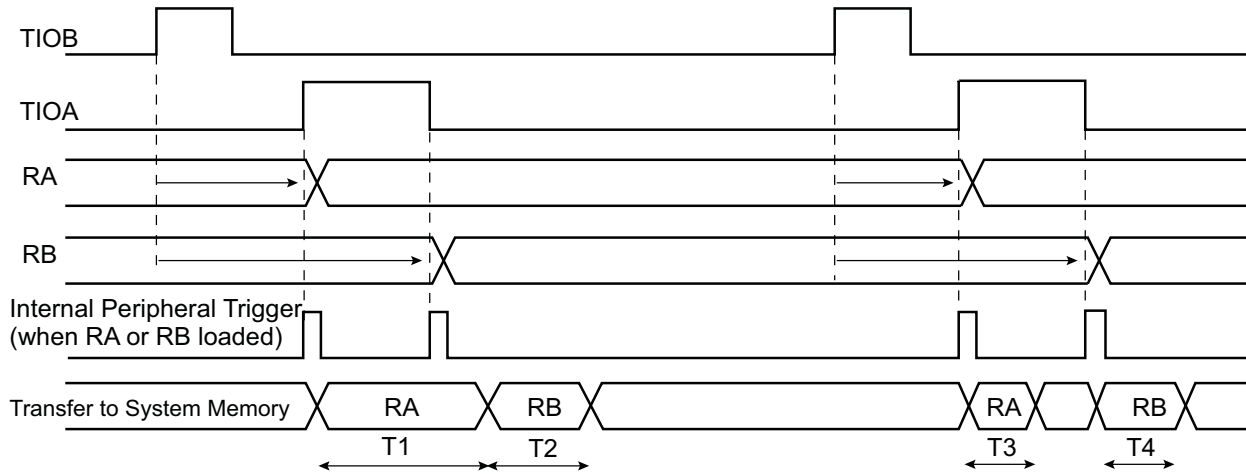 TIOB
TIOA
RA
RB
Internal Peripheral Trigger
(when RA or RB loaded)
Transfer to System Memory RA RB RA RB
T1 T2 T3 T4